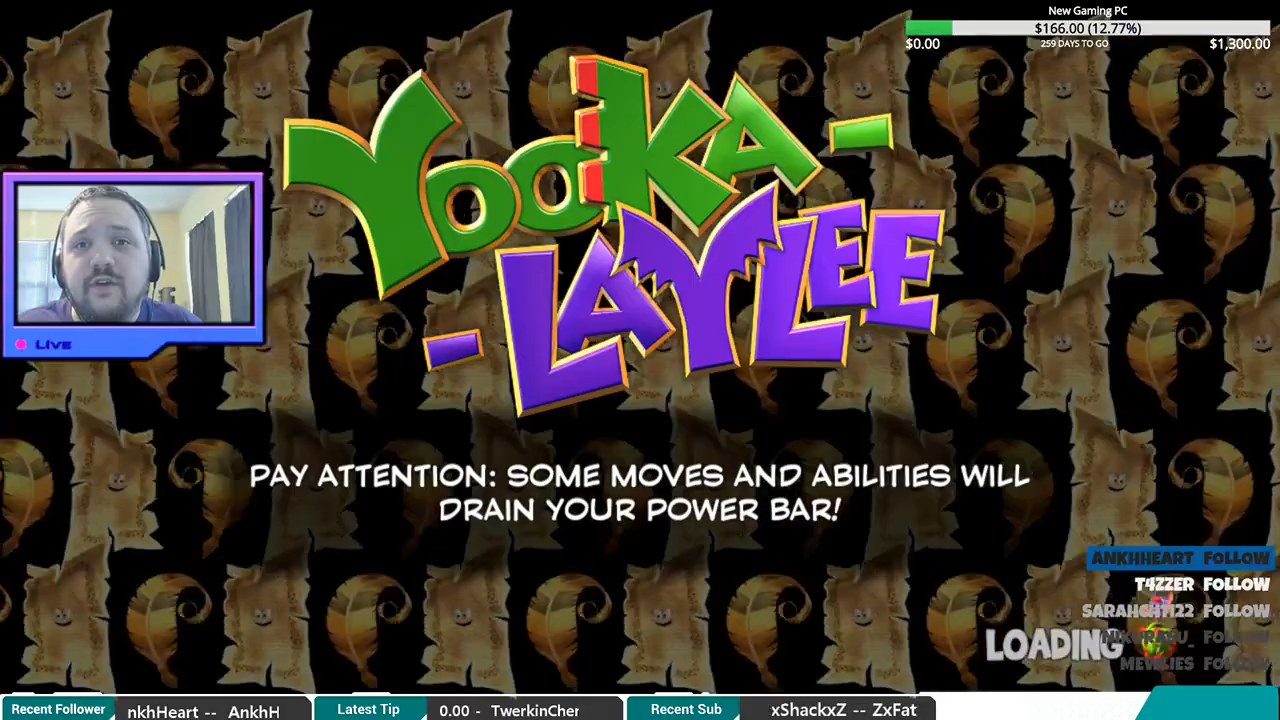 New Gaming PC
$166.00 (12.77%)
$0.00
259 DAYS TO GO
$1,300.00
YOOKA-
-LAYLEE
LIVE
PAY ATTENTION: SOME MOVES AND ABILITIES WILL
DRAIN YOUR POWER BAR!
ANKHHEART FOLLOW
T4ZZER FOLLOW
FOLLOW
LOADING
FOLLOW
Recent Follower
nkhHeart -- AnkhH
Latest Tip
0.00 - TwerkinCher
Recent Sub
xShackxZ -- ZxFat